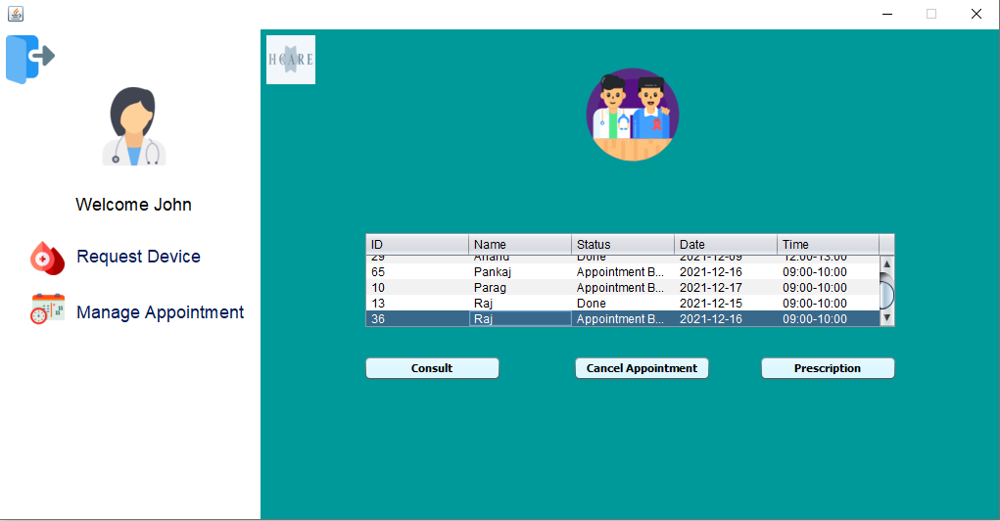 HCARE
Welcome John
Request Device
Manage Appointment
ID Name Status Date Time
29 Anand Done 2021-12-09 12:00-13:00
65 Pankaj Appointment B... 2021-12-16 09:00-10:00
10 Parag Appointment B... 2021-12-17 09:00-10:00
13 Raj Done 2021-12-15 09:00-10:00
36 Raj Appointment B... 2021-12-16 09:00-10:00
Consult Cancel Appointment Prescription